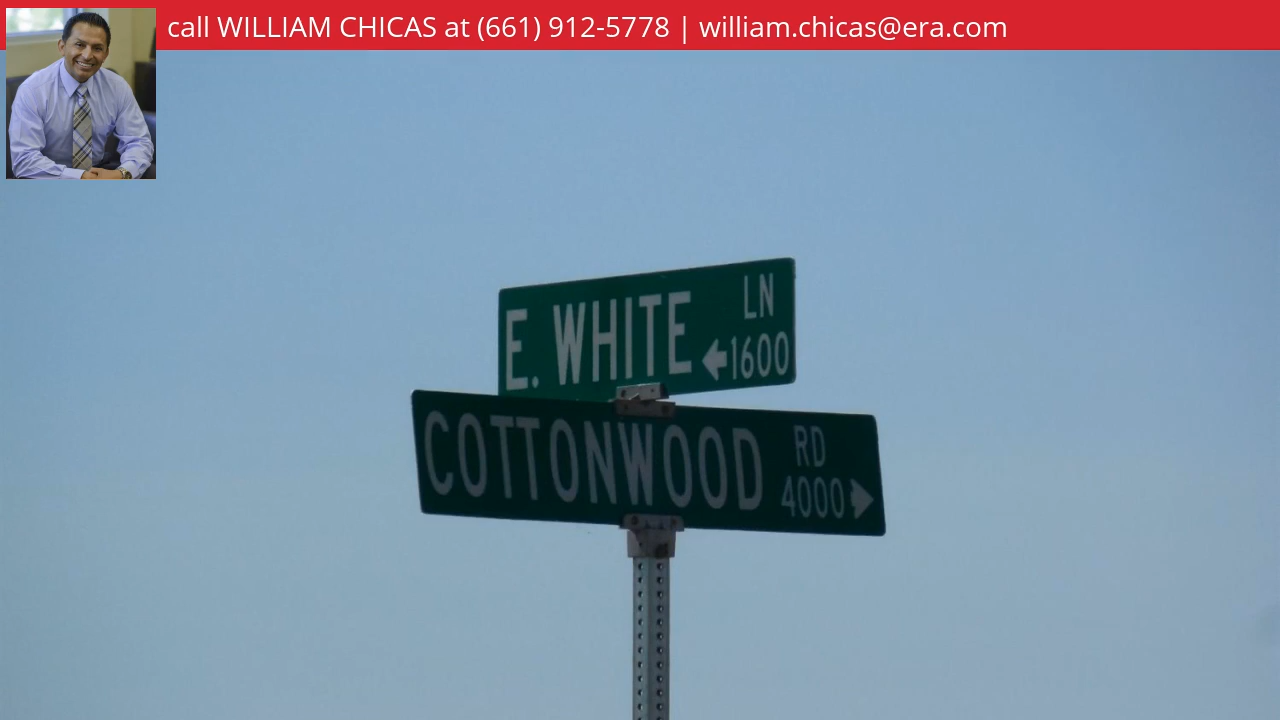 call WILLIAM CHICAS at (661) 912-5778 | william.chicas@era.com
E. WHITE LN
←1600
COTTONWOOD RD
4000→